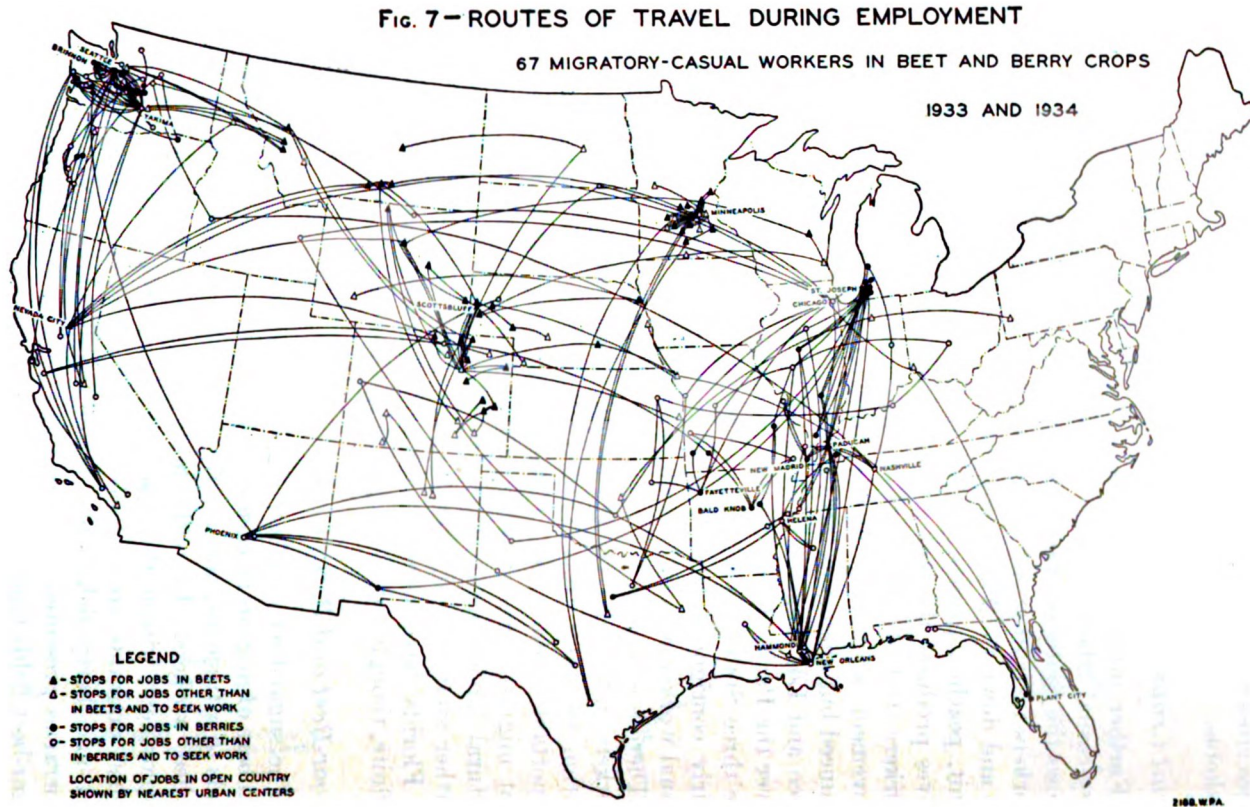 FIG. 7 — ROUTES OF TRAVEL DURING EMPLOYMENT
67 MIGRATORY-CASUAL WORKERS IN BEET AND BERRY CROPS
1933 AND 1934
SEATTLE
BRINNON
YAKIMA
MINNEAPOLIS
ST. JOSEPH
CHICAGO
SCOTTSBLUFF
NEVADA CITY
PADUCAH
NEW MADRID
NASHVILLE
FAYETTEVILLE
BALD KNOB
HELENA
PHOENIX
HAMMOND
NEW ORLEANS
PLANT CITY
LEGEND
▲ - STOPS FOR JOBS IN BEETS
△ - STOPS FOR JOBS OTHER THAN
IN BEETS AND TO SEEK WORK
● - STOPS FOR JOBS IN BERRIES
○ - STOPS FOR JOBS OTHER THAN
IN BERRIES AND TO SEEK WORK
LOCATION OF JOBS IN OPEN COUNTRY
SHOWN BY NEAREST URBAN CENTERS
2188, W.P.A.